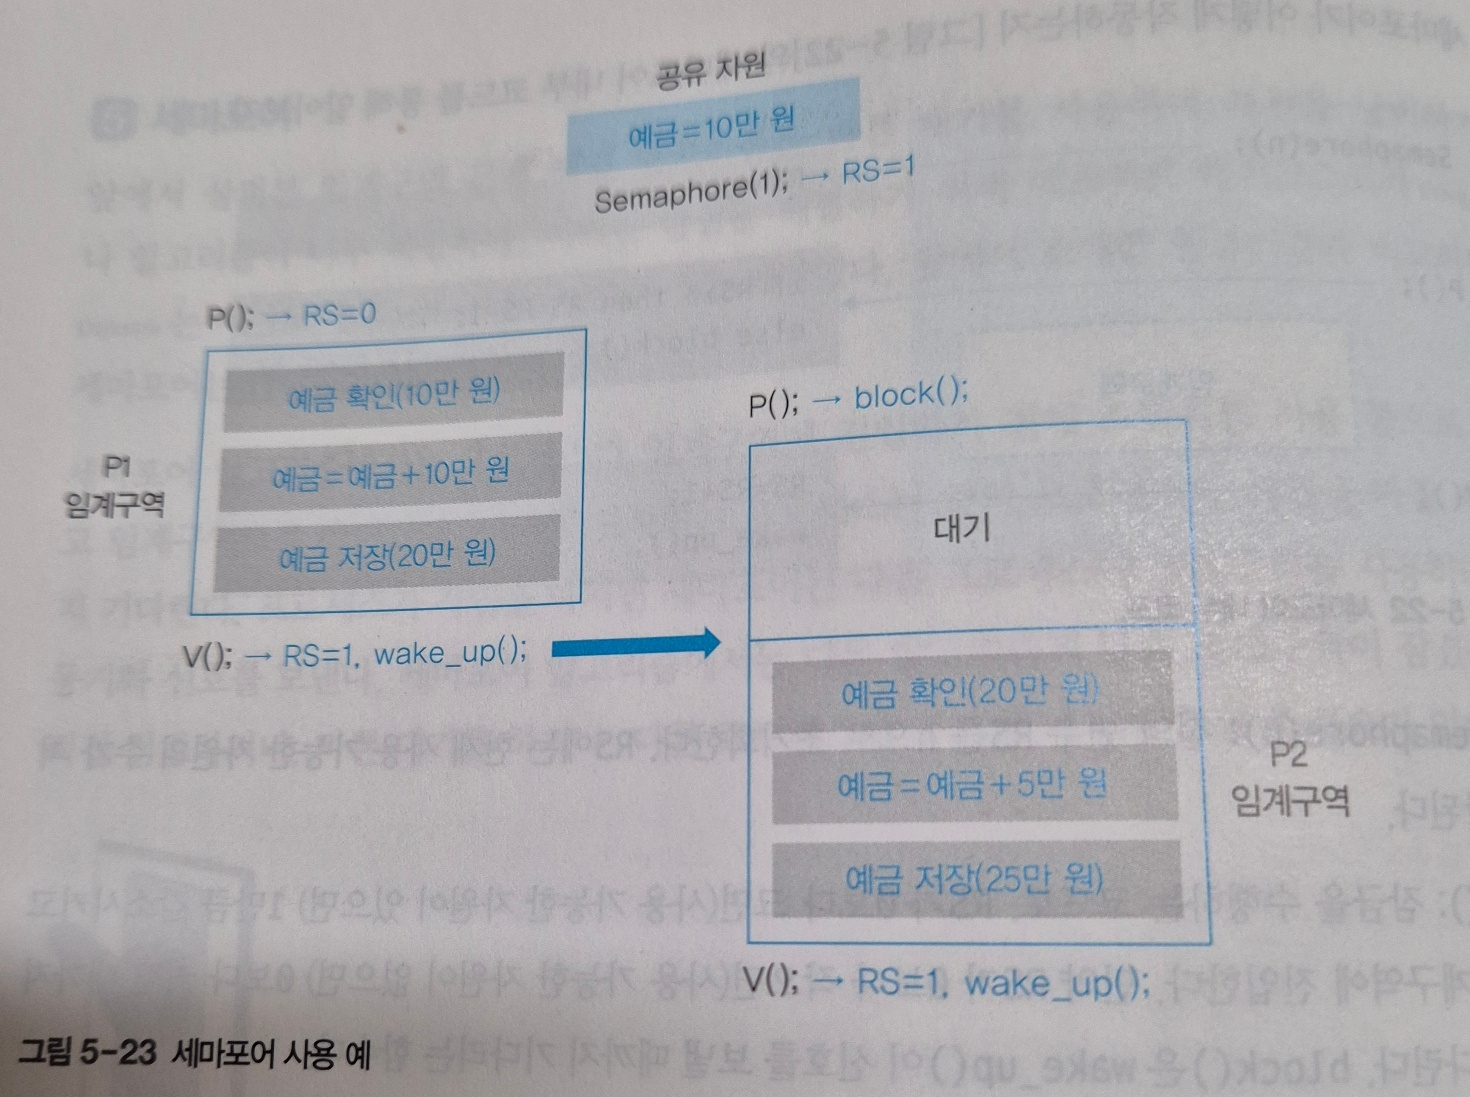 공유 자원
예금=10만 원
Semaphore(1); → RS=1
P(); → RS=0
예금 확인(10만 원)
예금=예금+10만 원
예금 저장(20만 원)
P1
임계구역
V(); → RS=1, wake_up();
P(); → block();
대기
예금 확인(20만 원)
예금=예금+5만 원
예금 저장(25만 원)
P2
임계구역
V(); → RS=1, wake_up();
그림 5-23 세마포어 사용 예